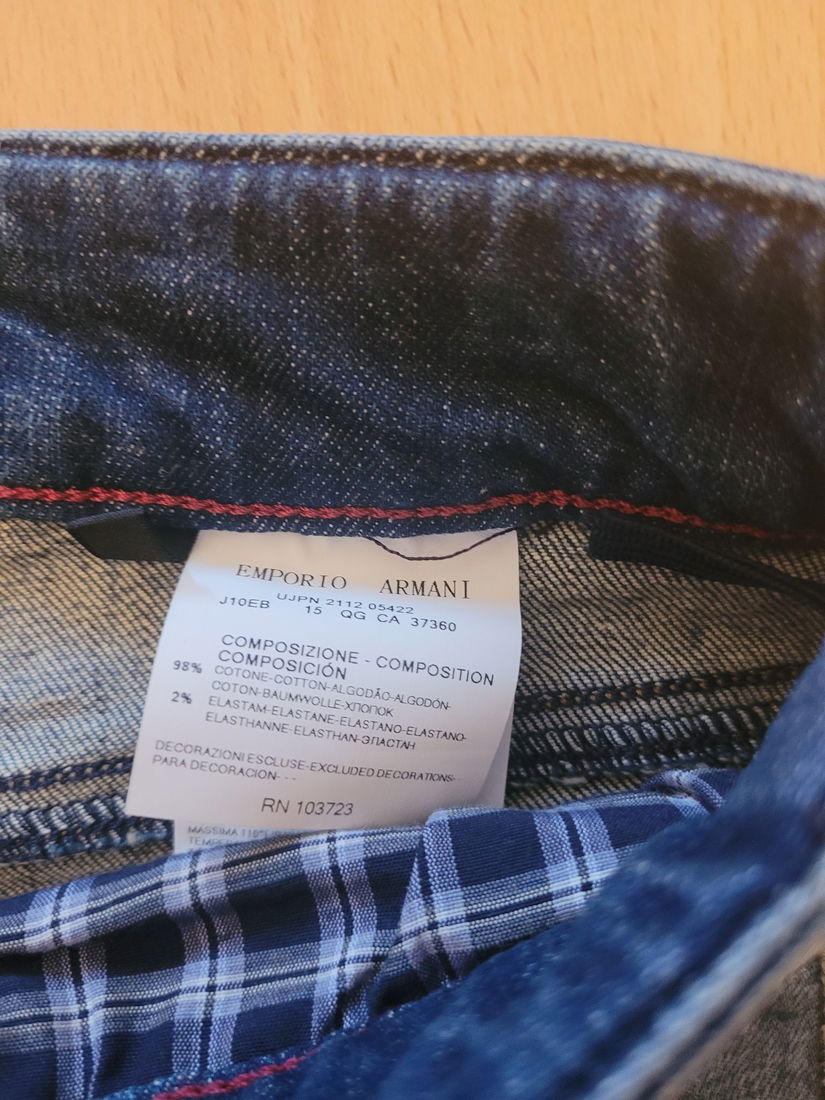 EMPORIO ARMANI
UJPN 2112 05422
J10EB 15 QG CA 37360
COMPOSIZIONE - COMPOSITION
COMPOSICIÓN
98% COTONE-COTTON-ALGODÃO-ALGODÓN-
COTON-BAUMWOLLE-ХЛОПОК
2% ELASTAM-ELASTANE-ELASTANO-ELASTANO-
ELASTHANNE-ELASTHAN-ЭЛАСТАН
DECORAZIONI ESCLUSE-EXCLUDED DECORATIONS-
PARA DECORACION- - -
RN 103723
MASSIMA 110°